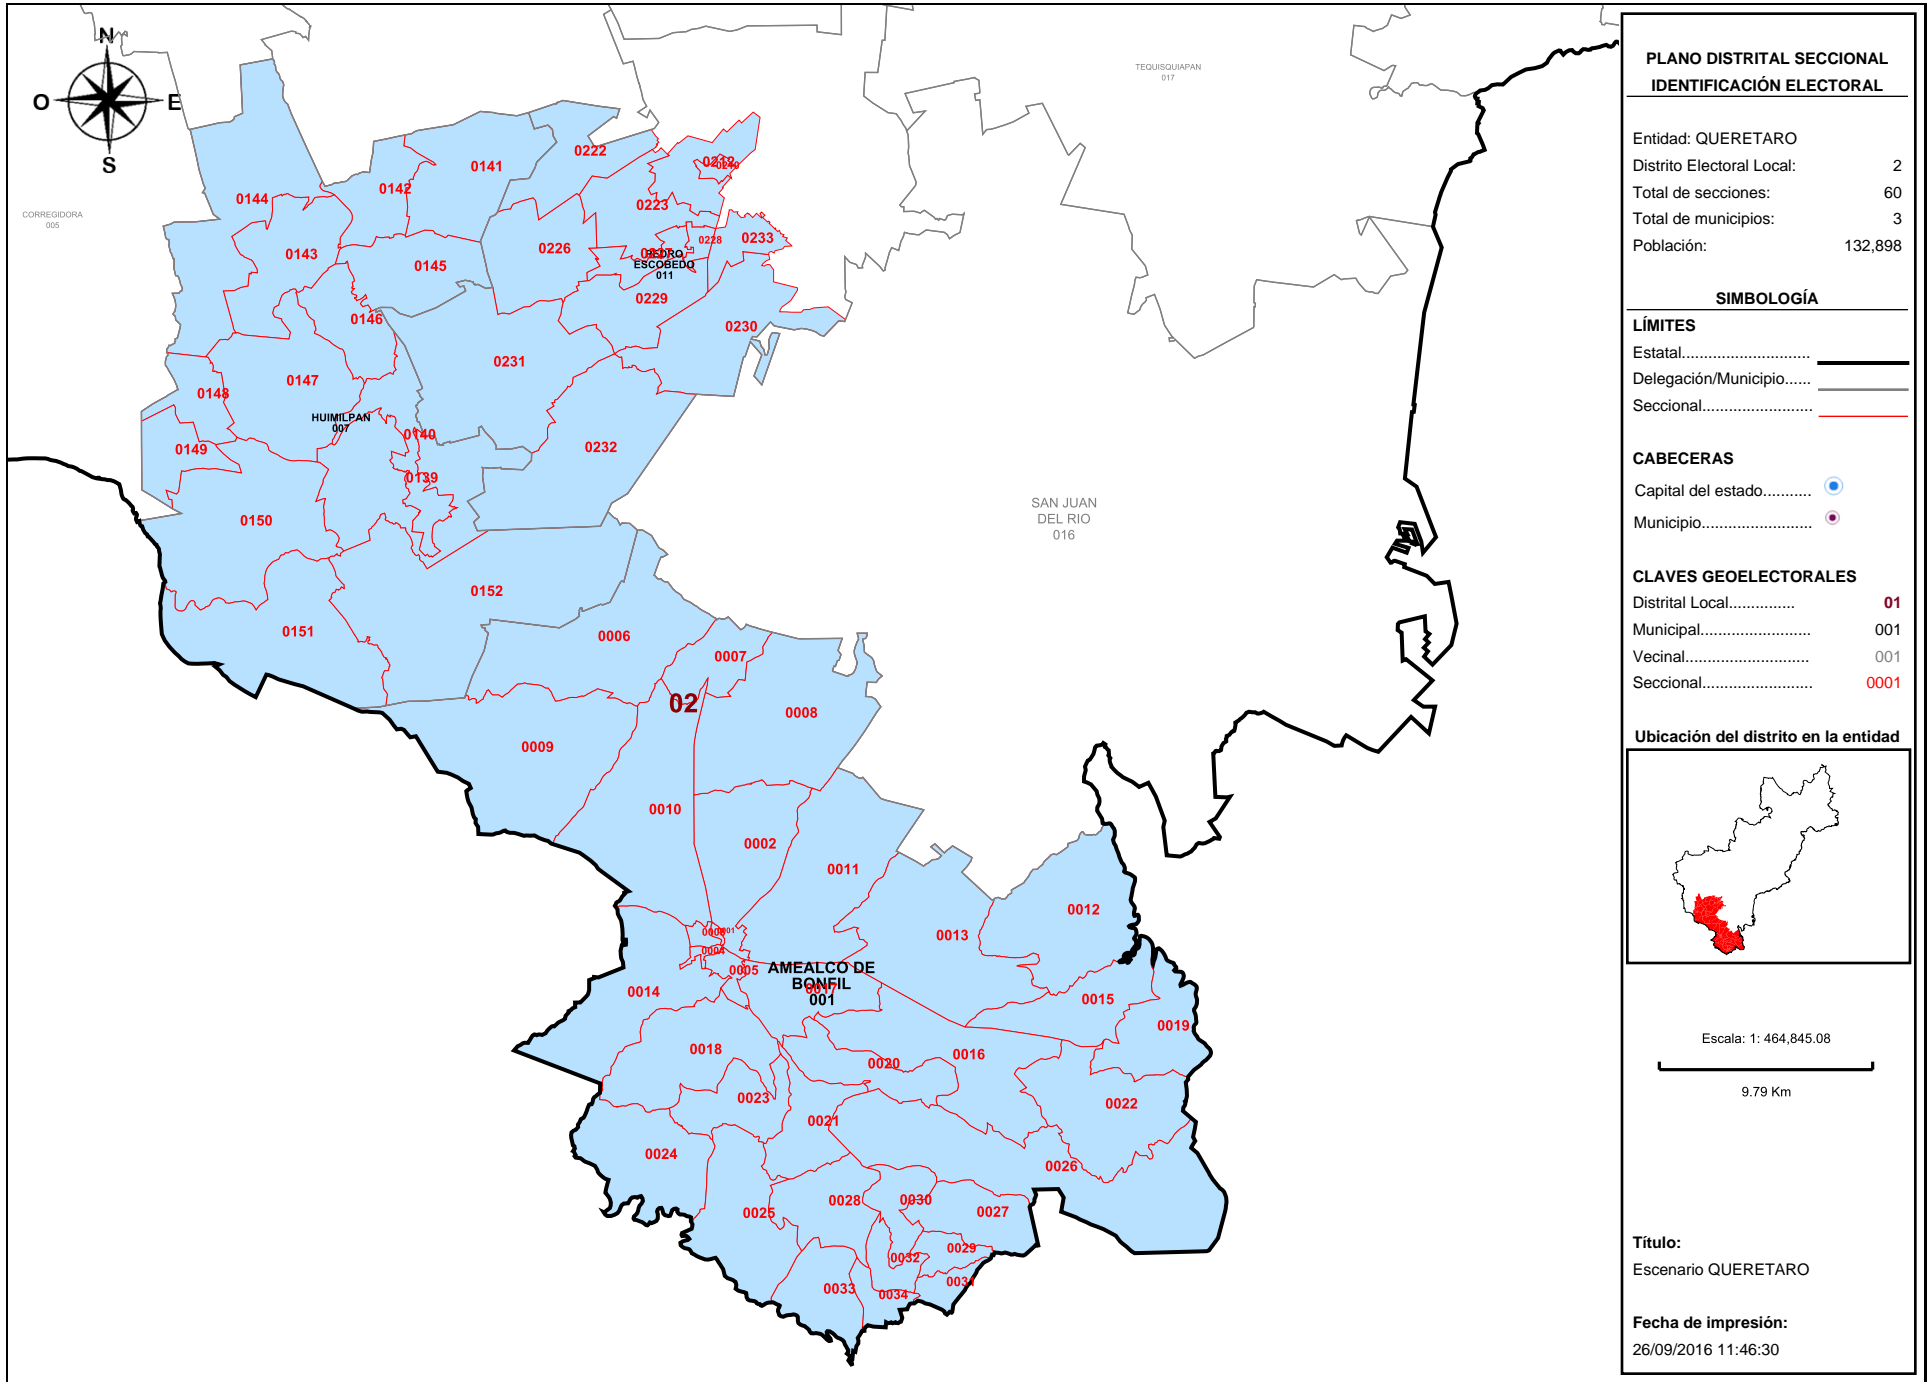 N
O
E
S
TEQUISQUIAPAN
017
CORREGIDORA
005
0222
0212
0141
0142
0144
0223
0228
0233
0226
0143
0145
PEDRO
ESCOBEDO
011
0229
0146
0230
0231
0147
0148
HUIMILPAN
007
0140
0149
0232
0139
0150
SAN JUAN
DEL RIO
016
0152
0151
0006
0007
02
0008
0009
0010
0002
0011
0012
0013
0004
0005
AMEALCO DE
BONFIL
001
0017
0014
0015
0019
0018
0016
0020
0023
0022
0021
0024
0026
0028
0030
0025
0027
0029
0032
0031
0033
0034
PLANO DISTRITAL SECCIONAL
IDENTIFICACIÓN ELECTORAL
Entidad: QUERETARO
Distrito Electoral Local: 2
Total de secciones: 60
Total de municipios: 3
Población: 132,898
SIMBOLOGÍA
LÍMITES
Estatal.............................
Delegación/Municipio......
Seccional.........................
CABECERAS
Capital del estado...........
Municipio.........................
CLAVES GEOELECTORALES
Distrital Local............... 01
Municipal......................... 001
Vecinal............................ 001
Seccional......................... 0001
Ubicación del distrito en la entidad
Escala: 1: 464,845.08
9.79 Km
Título:
Escenario QUERETARO
Fecha de impresión:
26/09/2016 11:46:30